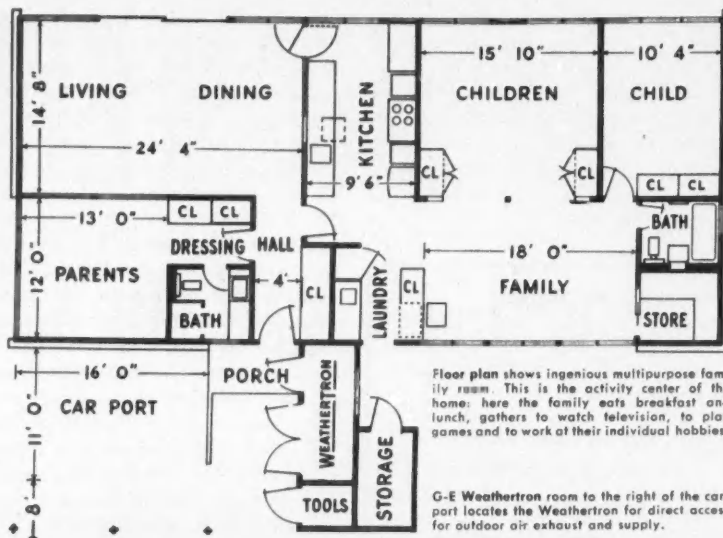 15' 10"
10' 4"
LIVING
DINING
KITCHEN
CHILDREN
CHILD
14' 8"
24' 4"
9' 6"
CL
CL
CL
CL
13' 0"
CL
CL
BATH
DRESSING
HALL
18' 0"
12' 0"
PARENTS
4'
CL
LAUNDRY
CL
FAMILY
BATH
STORE
16' 0"
PORCH
CAR PORT
11' 0"
8'
WEATHERTRON
STORAGE
TOOLS
Floor plan shows ingenious multipurpose fam
ily room. This is the activity center of th
home: here the family eats breakfast an
lunch, gathers to watch television, to pla
games and to work at their individual hobbies
G-E Weathertron room to the right of the car
port locates the Weathertron for direct acces
for outdoor air exhaust and supply.